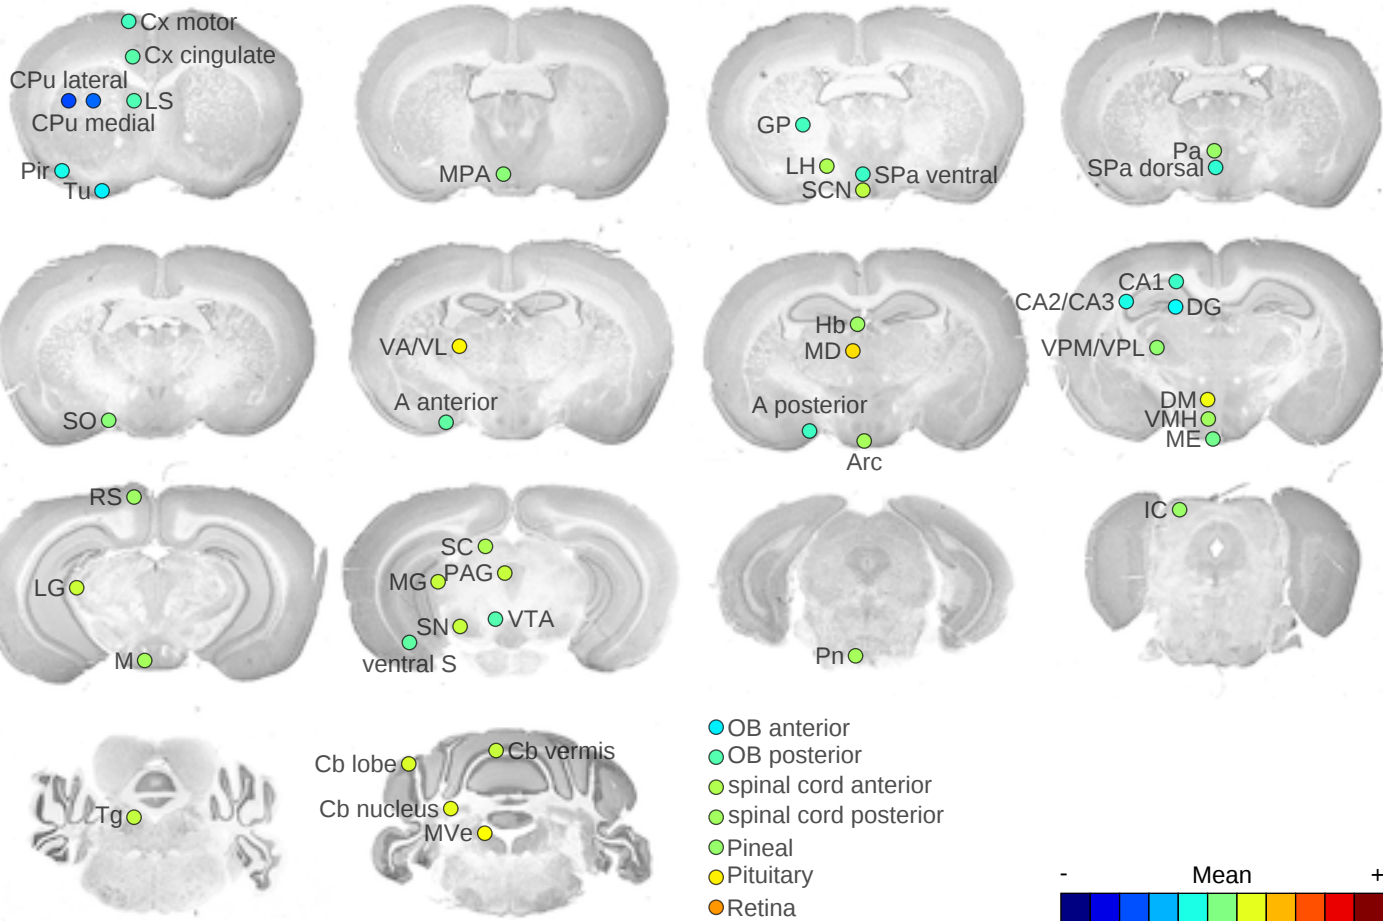 Cx motor
Cx cingulate
CPu lateral
LS
CPu medial
Pir
Tu
MPA
GP
LH
SPa ventral
SCN
Pa
SPa dorsal
SO
VA/VL
A anterior
Hb
MD
A posterior
Arc
CA1
CA2/CA3
DG
VPM/VPL
DM
VMH
ME
RS
LG
M
SC
PAG
MG
SN
VTA
ventral S
Pn
IC
Tg
Cb lobe
Cb vermis
Cb nucleus
MVe
OB anterior
OB posterior
spinal cord anterior
spinal cord posterior
Pineal
Pituitary
Retina
- Mean +